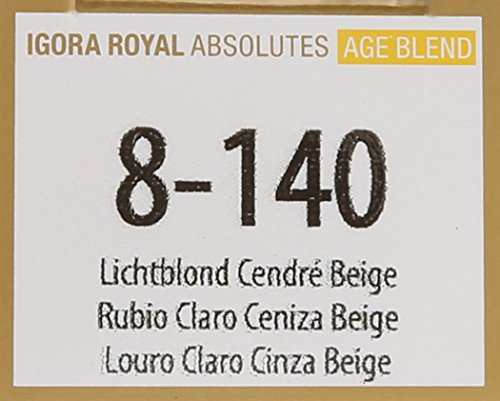 IGORA ROYAL ABSOLUTES AGE BLEND
8-140
Lichtblond Cendré Beige
Rubio Claro Ceniza Beige
Louro Claro Cinza Beige